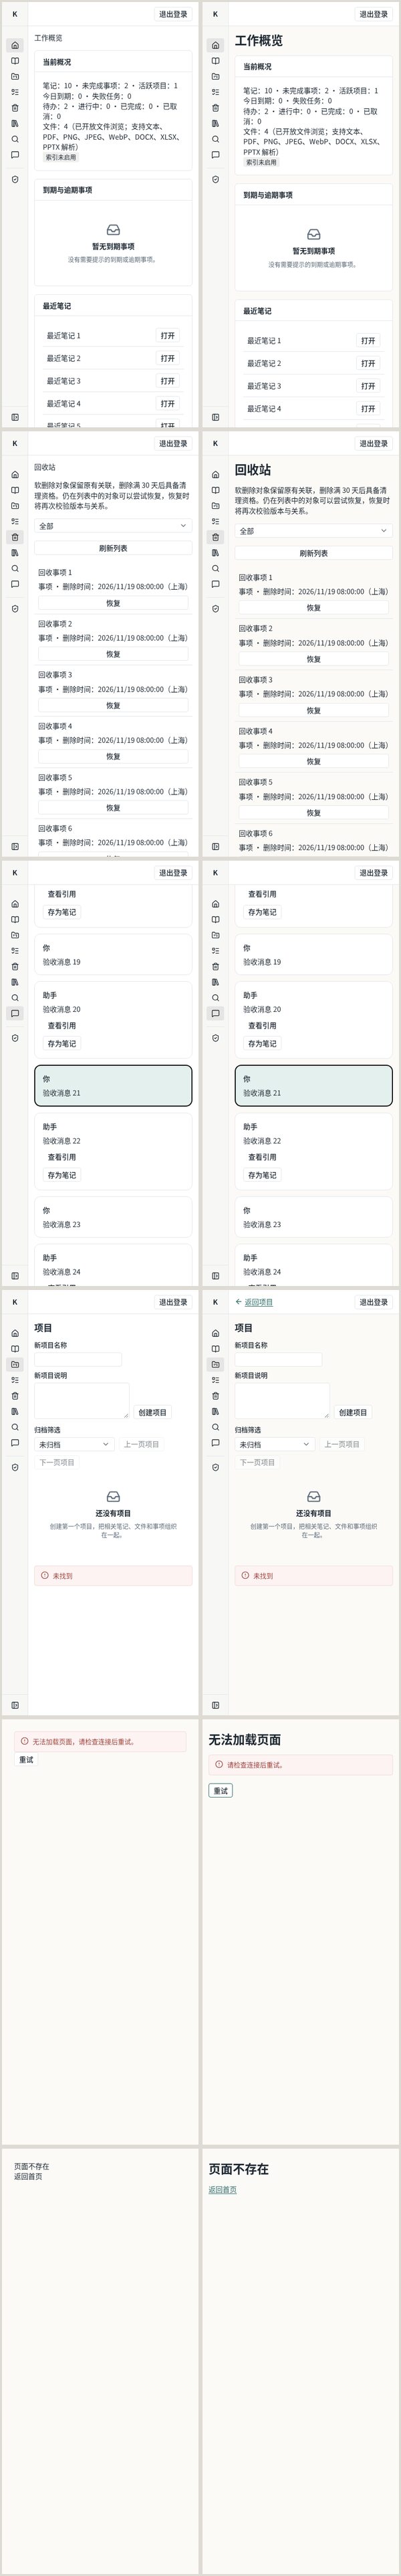 K
退出登录
工作概览
当前概况
笔记：10 • 未完成事项：2 • 活跃项目：1
今日到期：0 • 失败任务：0
待办：2 • 进行中：0 • 已完成：0 • 已取
消：0
文件：4（已开放文件浏览；支持文本、
PDF、PNG、JPEG、WebP、DOCX、XLSX、
PPTX 解析）
索引未启用
到期与逾期事项
暂无到期事项
没有需要提示的到期或逾期事项。
最近笔记
最近笔记 1
打开
最近笔记 2
打开
最近笔记 3
打开
最近笔记 4
打开
最近笔记 5
K
退出登录
工作概览
当前概况
笔记：10 • 未完成事项：2 • 活跃项目：1
今日到期：0 • 失败任务：0
待办：2 • 进行中：0 • 已完成：0 • 已取
消：0
文件：4（已开放文件浏览；支持文本、
PDF、PNG、JPEG、WebP、DOCX、XLSX、
PPTX 解析）
索引未启用
到期与逾期事项
暂无到期事项
没有需要提示的到期或逾期事项。
最近笔记
最近笔记 1
打开
最近笔记 2
打开
最近笔记 3
打开
最近笔记 4
打开
K
退出登录
回收站
软删除对象保留原有关联，删除满 30 天后具备清
理资格。仍在列表中的对象可以尝试恢复，恢复时
将再次校验版本与关系。
全部
刷新列表
回收事项 1
事项 • 删除时间：2026/11/19 08:00:00（上海）
恢复
回收事项 2
事项 • 删除时间：2026/11/19 08:00:00（上海）
恢复
回收事项 3
事项 • 删除时间：2026/11/19 08:00:00（上海）
恢复
回收事项 4
事项 • 删除时间：2026/11/19 08:00:00（上海）
恢复
回收事项 5
事项 • 删除时间：2026/11/19 08:00:00（上海）
恢复
回收事项 6
事项 • 删除时间：2026/11/19 08:00:00（上海）
K
退出登录
回收站
软删除对象保留原有关联，删除满 30 天后具备清
理资格。仍在列表中的对象可以尝试恢复，恢复时
将再次校验版本与关系。
全部
刷新列表
回收事项 1
事项 • 删除时间：2026/11/19 08:00:00（上海）
恢复
回收事项 2
事项 • 删除时间：2026/11/19 08:00:00（上海）
恢复
回收事项 3
事项 • 删除时间：2026/11/19 08:00:00（上海）
恢复
回收事项 4
事项 • 删除时间：2026/11/19 08:00:00（上海）
恢复
回收事项 5
事项 • 删除时间：2026/11/19 08:00:00（上海）
恢复
回收事项 6
事项 • 删除时间：2026/11/19 08:00:00（上海）
K
退出登录
查看引用
存为笔记
你
验收消息 19
助手
验收消息 20
查看引用
存为笔记
你
验收消息 21
助手
验收消息 22
查看引用
存为笔记
你
验收消息 23
助手
验收消息 24
K
退出登录
查看引用
存为笔记
你
验收消息 19
助手
验收消息 20
查看引用
存为笔记
你
验收消息 21
助手
验收消息 22
查看引用
存为笔记
你
验收消息 23
助手
验收消息 24
K
退出登录
项目
新项目名称
新项目说明
创建项目
归档筛选
未归档
上一页项目
下一页项目
还没有项目
创建第一个项目，把相关笔记、文件和事项组织
在一起。
未找到
K
返回项目
退出登录
项目
新项目名称
新项目说明
创建项目
归档筛选
未归档
上一页项目
下一页项目
还没有项目
创建第一个项目，把相关笔记、文件和事项组织
在一起。
未找到
无法加载页面，请检查连接后重试。
重试
无法加载页面
请检查连接后重试。
重试
页面不存在
返回首页
页面不存在
返回首页